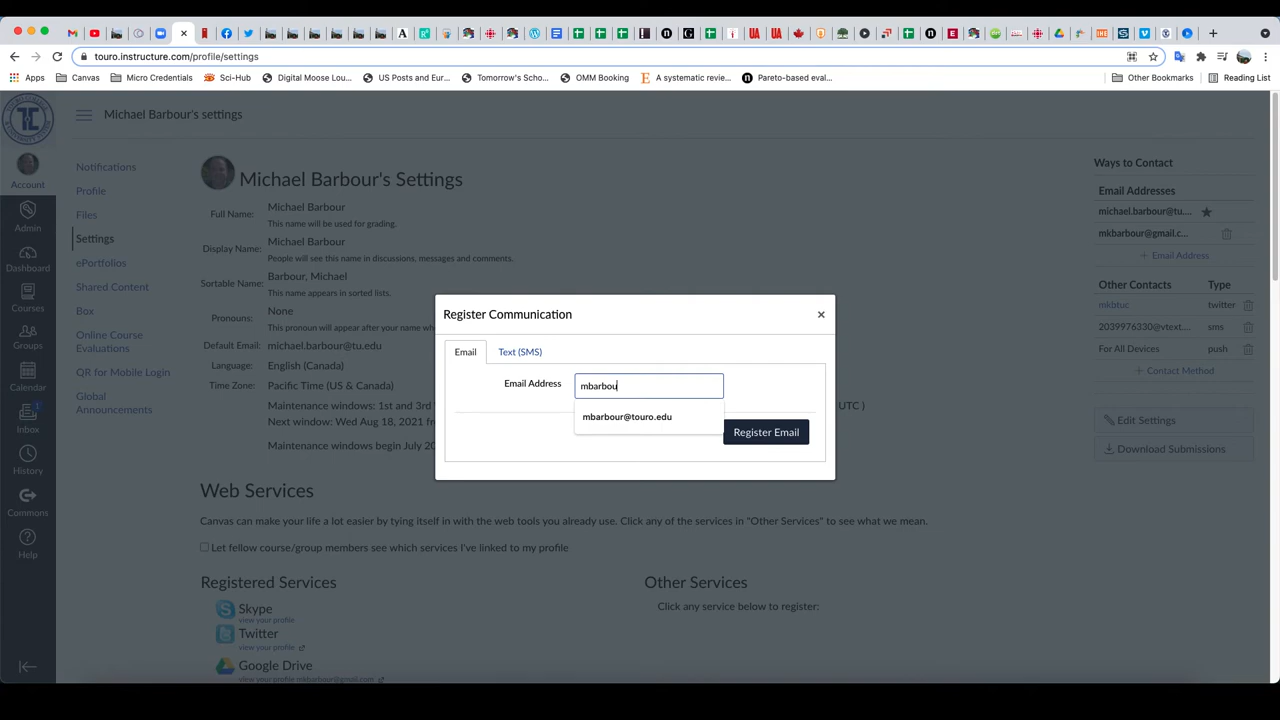 touro.instructure.com/profile/settings
Apps Canvas Micro Credentials Sci-Hub Digital Moose Lou... US Posts and Eur... Tomorrow's Scho... OMM Booking A systematic revie... Pareto-based eval... Other Bookmarks Reading List
Michael Barbour's settings
Account
Admin
Dashboard
Courses
Groups
Calendar
1
Inbox
History
Commons
Help
Notifications
Profile
Files
Settings
ePortfolios
Shared Content
Box
Online Course
Evaluations
QR for Mobile Login
Global
Announcements
Michael Barbour's Settings
Full Name: Michael Barbour
This name will be used for grading.
Display Name: Michael Barbour
People will see this name in discussions, messages and comments.
Sortable Name: Barbour, Michael
This name appears in sorted lists.
Pronouns: None
This pronoun will appear after your name wh
Default Email: michael.barbour@tu.edu
Language: English (Canada)
Time Zone: Pacific Time (US & Canada)
Maintenance windows: 1st and 3rd
UTC )
Next window: Wed Aug 18, 2021 fr
Maintenance windows begin July 20
Register Communication ×
Email Text (SMS)
Email Address mbarbou
mbarbour@touro.edu
Register Email
Web Services
Canvas can make your life a lot easier by tying itself in with the web tools you already use. Click any of the services in "Other Services" to see what we mean.
Let fellow course/group members see which services I've linked to my profile
Registered Services
Skype
view your profile
Twitter
view your profile
Google Drive
view your profile mkbarbour@gmail.com
Other Services
Click any service below to register:
Ways to Contact
Email Addresses
michael.barbour@tu...
mkbarbour@gmail.c...
+ Email Address
Other Contacts Type
mkbtuc twitter
2039976330@vtext... sms
For All Devices push
+ Contact Method
Edit Settings
Download Submissions